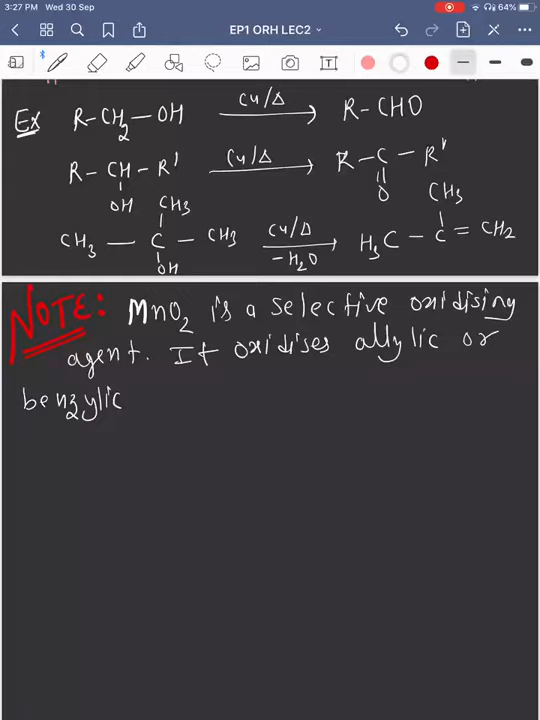 3:27 PM Wed 30 Sep 64%
EP1 ORH LEC2
Ex R-CH2-OH Cu/Δ R-CHO
R-CH-R' Cu/Δ R-C-R'
OH O
CH3 CH3
CH3-C-CH3 Cu/Δ H3C-C=CH2
OH -H2O
NOTE: MnO2 is a selective oxidising
agent. It oxidises allylic or
benzylic